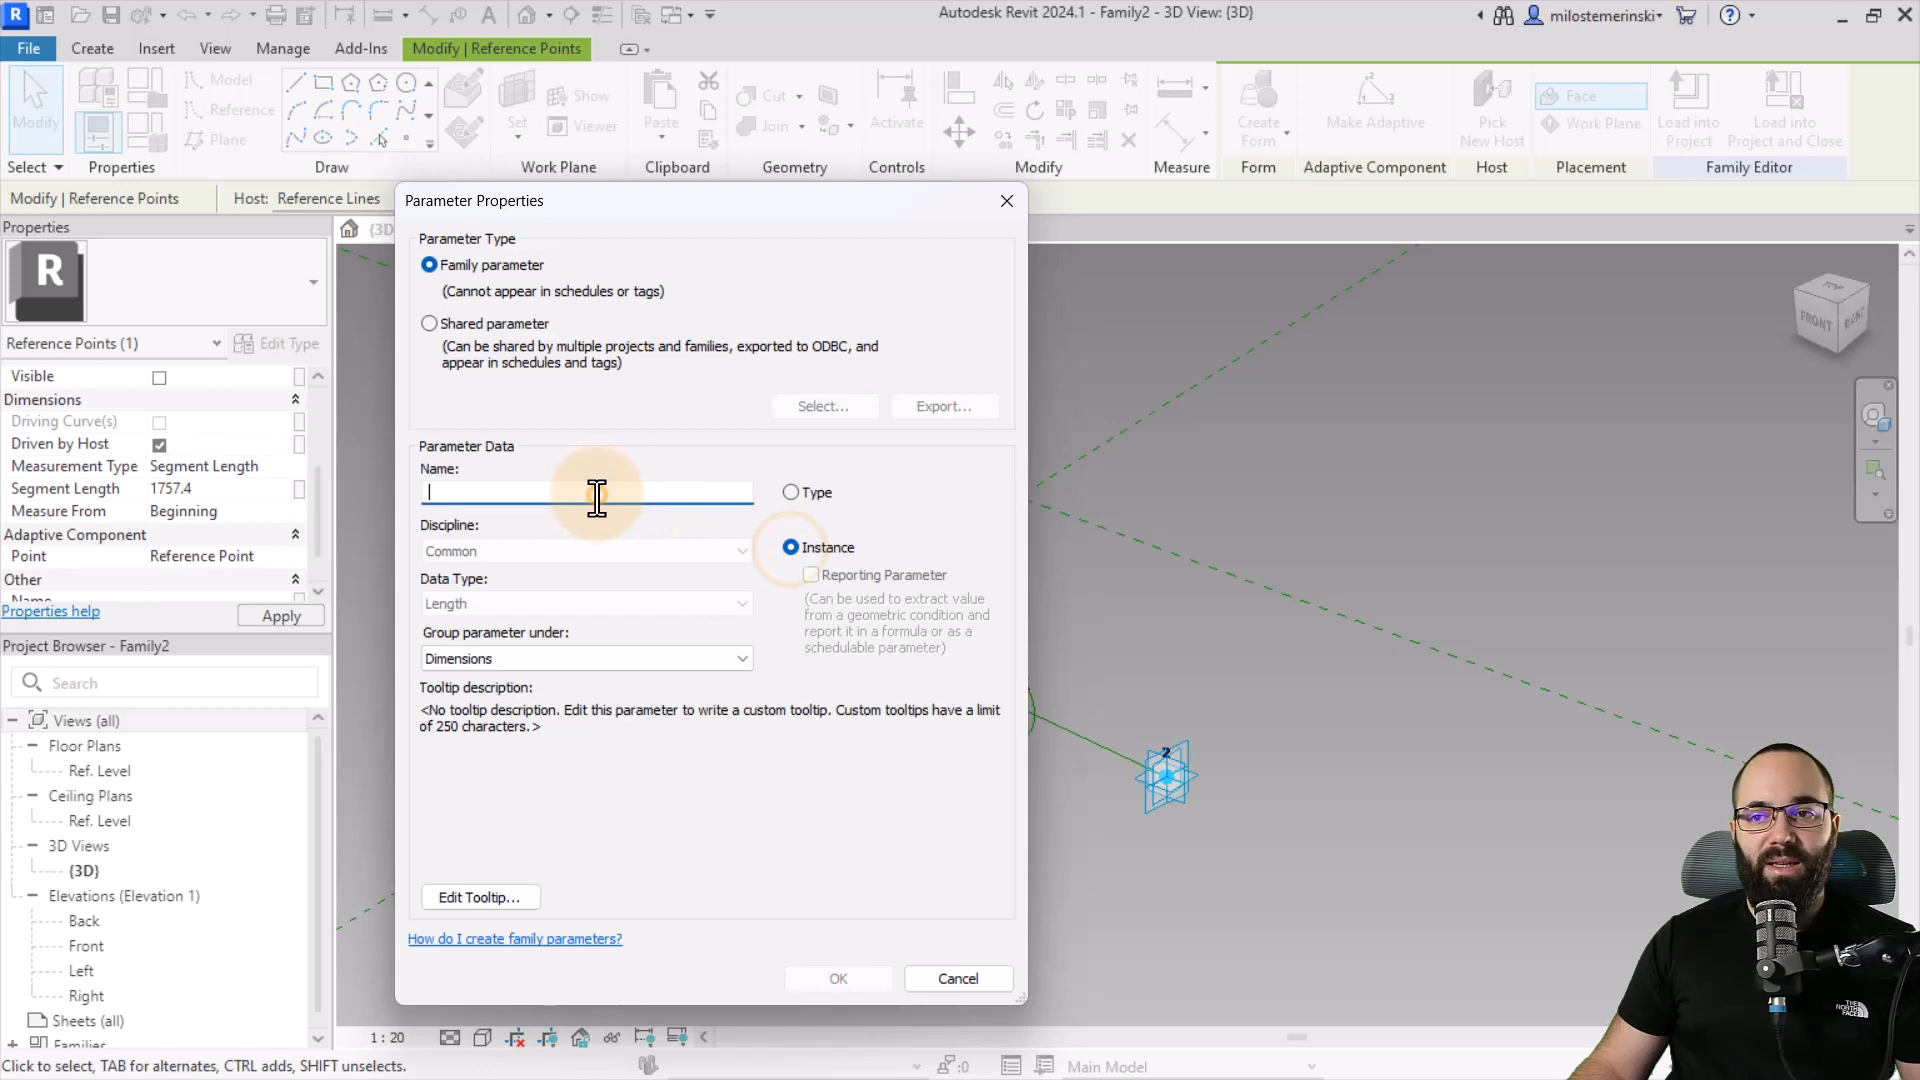 R
Autodesk Revit 2024.1 - Family2 - 3D View: {3D}
milostemerinski
File Create Insert View Manage Add-Ins Modify | Reference Points
Modify
Model
Reference
Plane
Set
Show
Viewer
Paste
Cut
Join
Activate
Create Form
Make Adaptive
Pick New Host
Face
Work Plane
Load into Project
Load into Project and Close
Select Properties Draw Work Plane Clipboard Geometry Controls Modify Measure Form Adaptive Component Host Placement Family Editor
Modify | Reference Points Host: Reference Lines
Properties
{3D
R
Reference Points (1)
Edit Type
Visible
Dimensions
Driving Curve(s)
Driven by Host
Measurement Type Segment Length
Segment Length 1757.4
Measure From Beginning
Adaptive Component
Point Reference Point
Other
Name
Properties help
Apply
Project Browser - Family2
Search
Views (all)
Floor Plans
Ref. Level
Ceiling Plans
Ref. Level
3D Views
{3D}
Elevations (Elevation 1)
Back
Front
Left
Right
Sheets (all)
Families
Parameter Properties
Parameter Type
Family parameter
(Cannot appear in schedules or tags)
Shared parameter
(Can be shared by multiple projects and families, exported to ODBC, and
appear in schedules and tags)
Select... Export...
Parameter Data
Name:
Type
Discipline:
Common
Instance
Data Type:
Reporting Parameter
Length
(Can be used to extract value
from a geometric condition and
report it in a formula or as a
schedulable parameter)
Group parameter under:
Dimensions
Tooltip description:
<No tooltip description. Edit this parameter to write a custom tooltip. Custom tooltips have a limit
of 250 characters.>
Edit Tooltip...
How do I create family parameters?
OK Cancel
TOP
FRONT
RIGHT
2
THE NORTH FACE
1 : 20
Click to select, TAB for alternates, CTRL adds, SHIFT unselects.
:0
Main Model